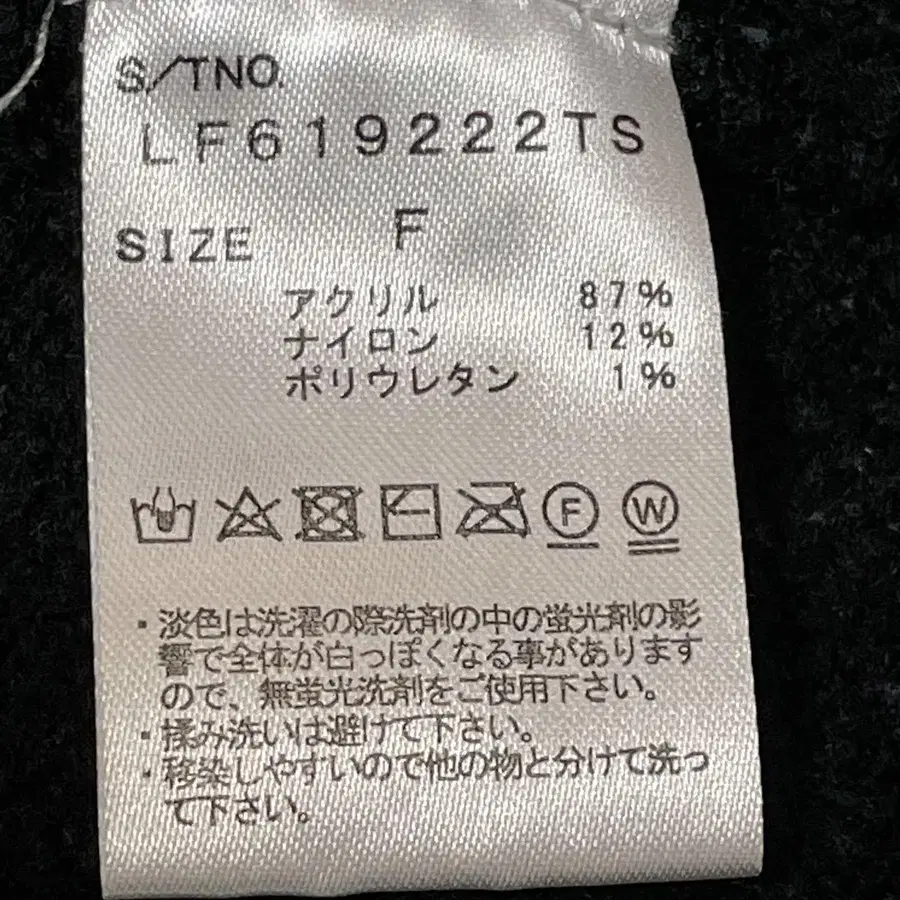 S./TNO.
LF619222TS
SIZE F
アクリル 87%
ナイロン 12%
ポリウレタン 1%
F W
・淡色は洗濯の際洗剤の中の蛍光剤の影
響で全体が白っぽくなる事があります
ので、無蛍光洗剤をご使用下さい。
・揉み洗いは避けて下さい。
・移染しやすいので他の物と分けて洗っ
て下さい。